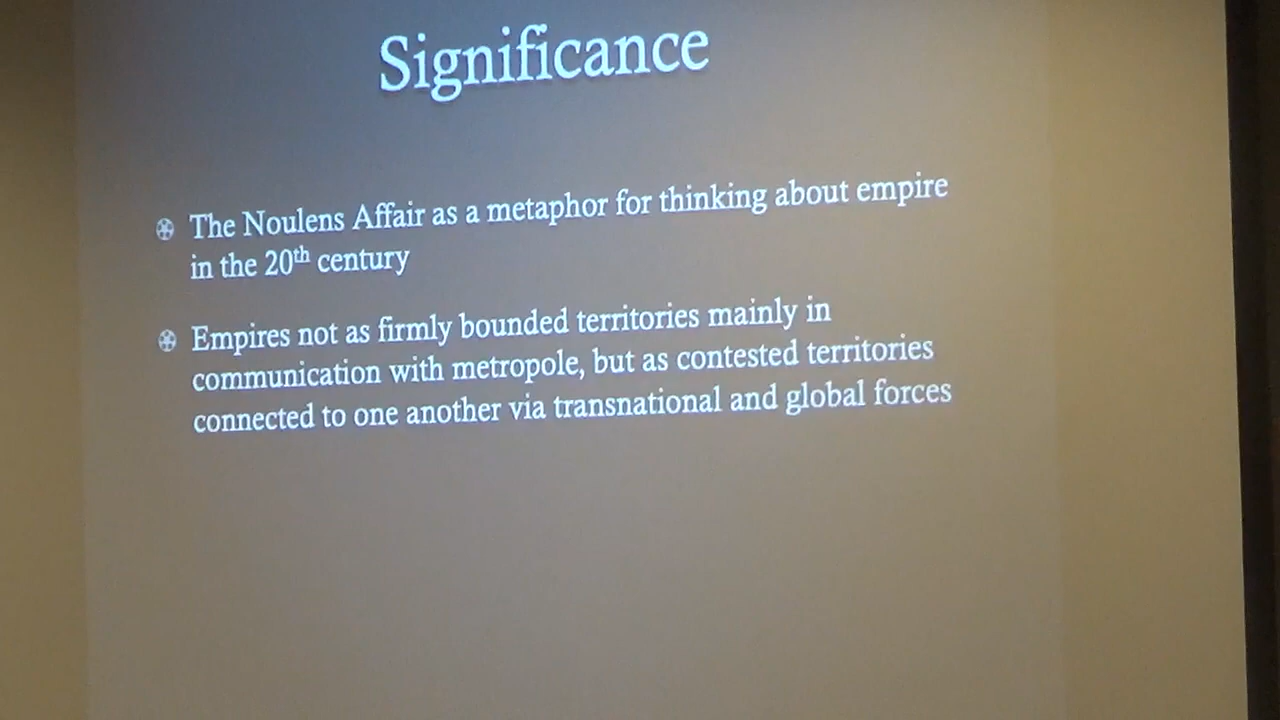 Significance
The Noulens Affair as a metaphor for thinking about empire
in the 20th century
Empires not as firmly bounded territories mainly in
communication with metropole, but as contested territories
connected to one another via transnational and global forces